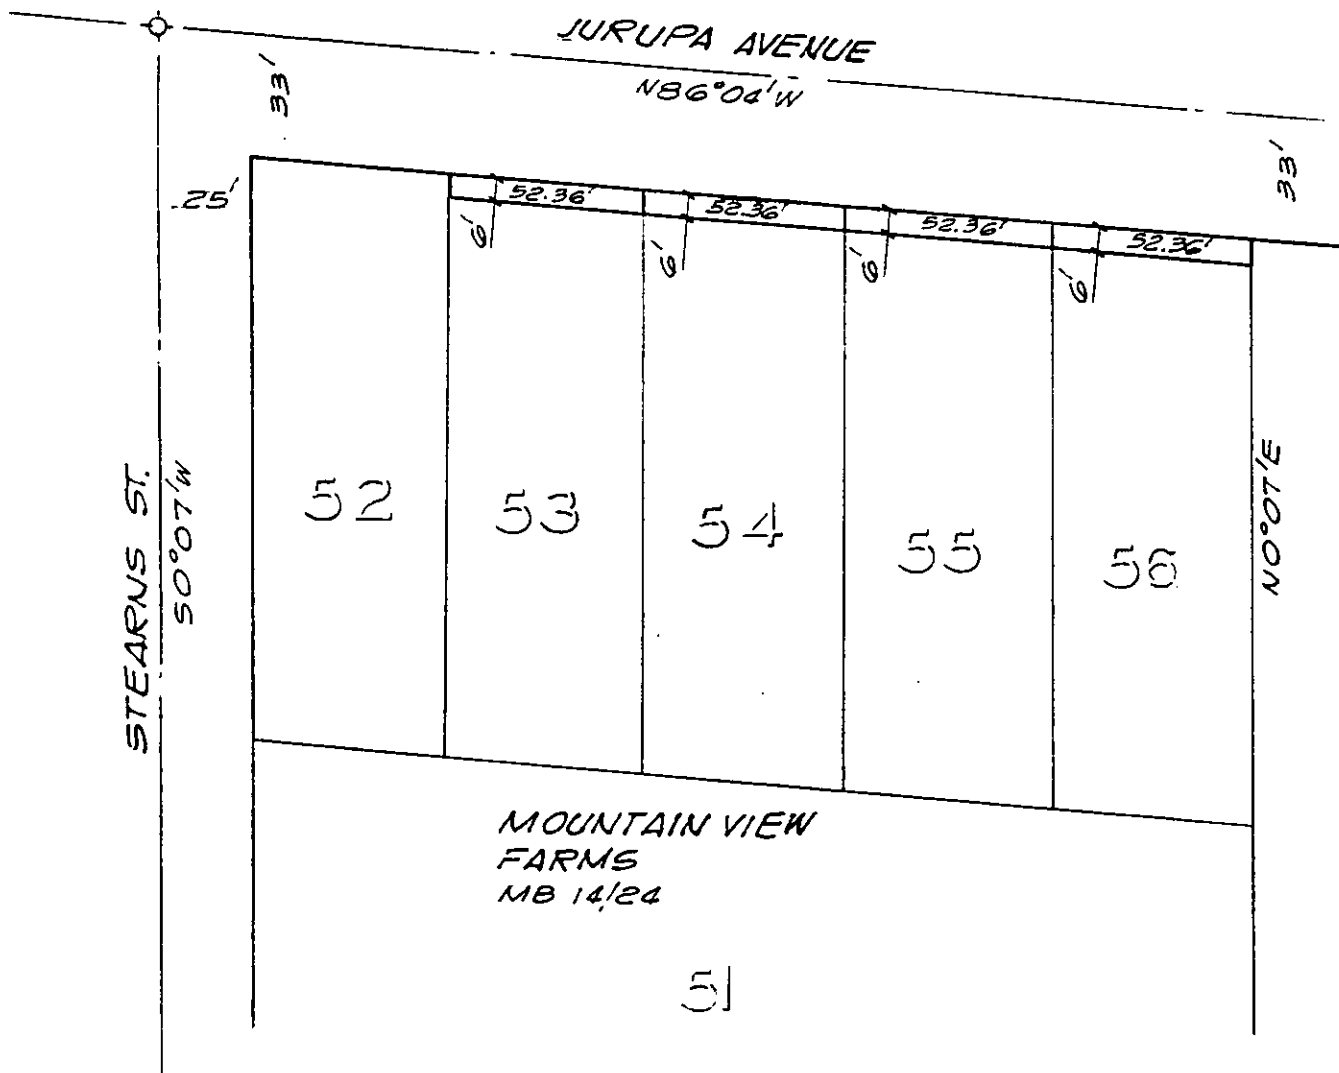 JURUPA AVENUE
N86°04'W
33'
33'
25'
52.36'
52.36'
52.36'
52.36'
6'
6'
6'
6'
STEARNS ST.
S0°07'W
52
53
54
55
56
N0°07'E
MOUNTAIN VIEW
FARMS
MB 14/24
51